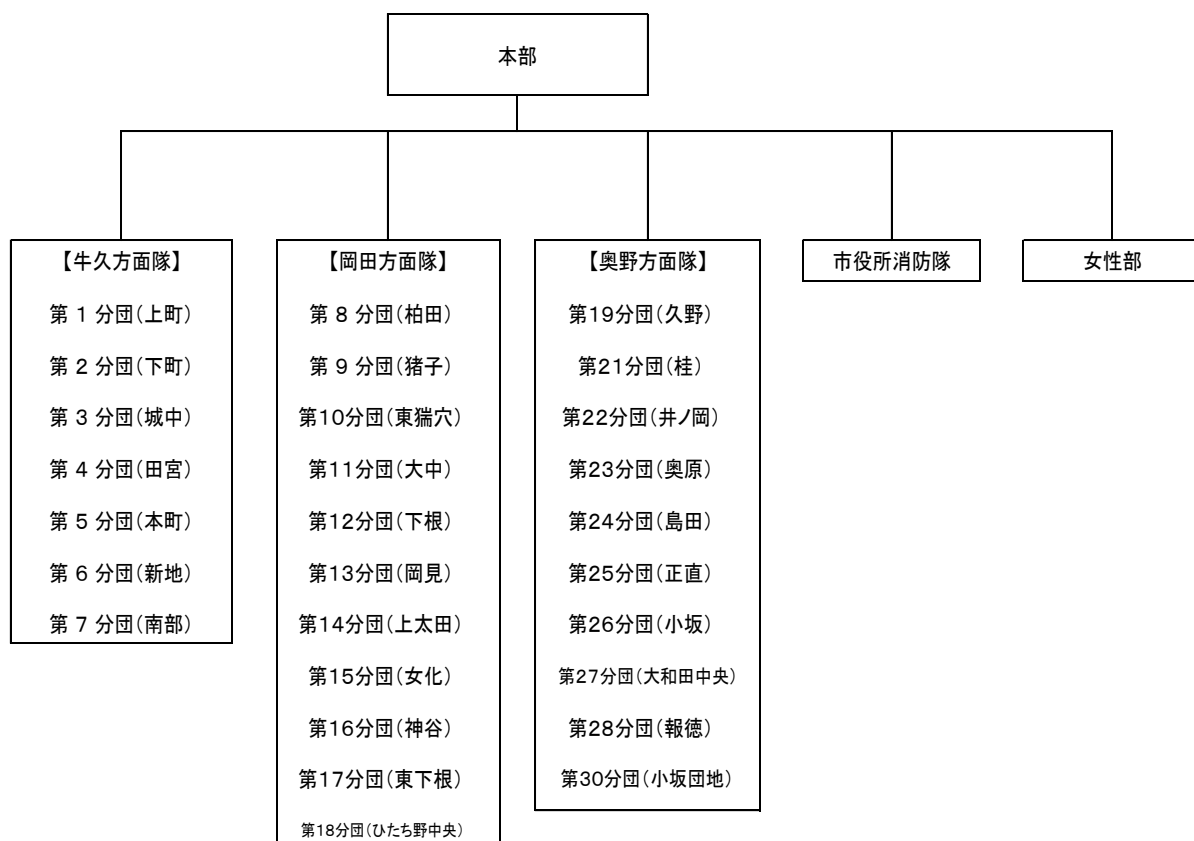 本部
【牛久方面隊】
第 1 分団(上町)
第 2 分団(下町)
第 3 分団(城中)
第 4 分団(田宮)
第 5 分団(本町)
第 6 分団(新地)
第 7 分団(南部)
【岡田方面隊】
第 8 分団(柏田)
第 9 分団(猪子)
第10分団(東猯穴)
第11分団(大中)
第12分団(下根)
第13分団(岡見)
第14分団(上太田)
第15分団(女化)
第16分団(神谷)
第17分団(東下根)
第18分団(ひたち野中央)
【奥野方面隊】
第19分団(久野)
第21分団(桂)
第22分団(井ノ岡)
第23分団(奥原)
第24分団(島田)
第25分団(正直)
第26分団(小坂)
第27分団(大和田中央)
第28分団(報徳)
第30分団(小坂団地)
市役所消防隊
女性部